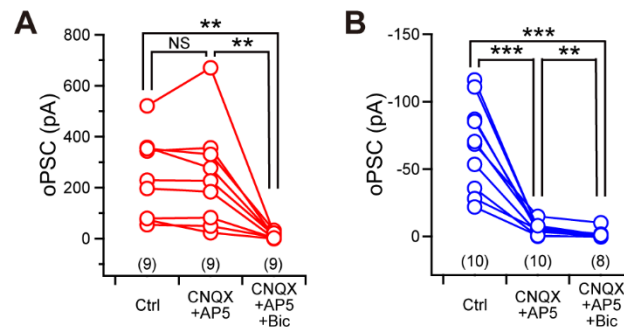 A
**
NS
**
800
600
400
200
0
oPSC (pA)
(9)
(9)
(9)
Ctrl
CNQX
+AP5
CNQX
+AP5
+Bic
B
***
***
**
-150
-100
-50
0
oPSC (pA)
(10)
(10)
(8)
Ctrl
CNQX
+AP5
CNQX
+AP5
+Bic